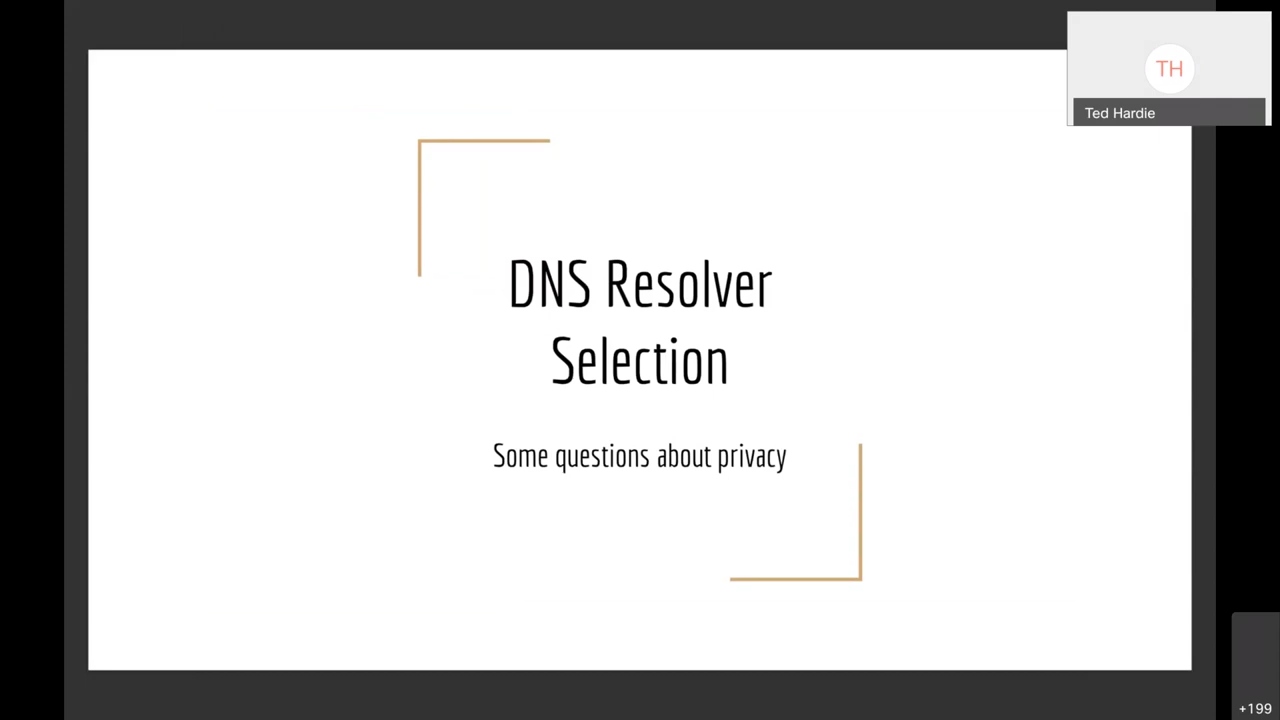 TH
Ted Hardie
DNS Resolver
Selection
Some questions about privacy
+199